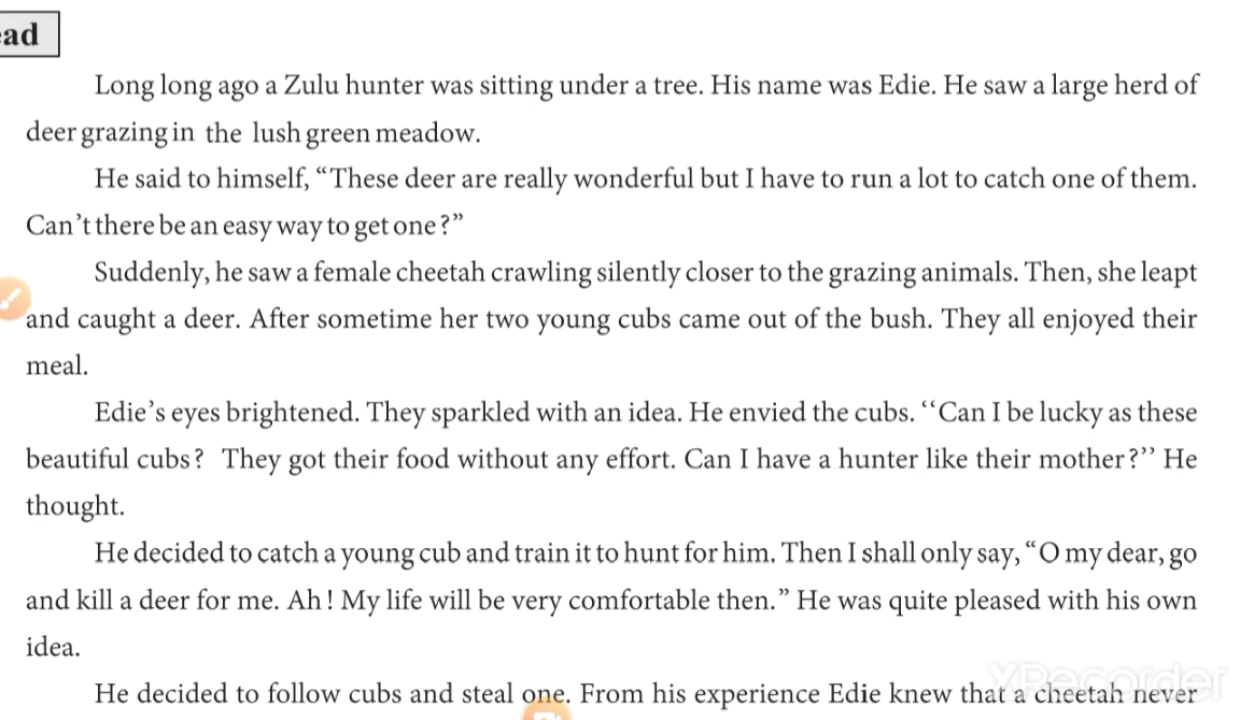 ead
Long long ago a Zulu hunter was sitting under a tree. His name was Edie. He saw a large herd of
deer grazing in the lush green meadow.
He said to himself, “These deer are really wonderful but I have to run a lot to catch one of them.
Can’t there be an easy way to get one?”
Suddenly, he saw a female cheetah crawling silently closer to the grazing animals. Then, she leapt
and caught a deer. After sometime her two young cubs came out of the bush. They all enjoyed their
meal.
Edie’s eyes brightened. They sparkled with an idea. He envied the cubs. ‘‘Can I be lucky as these
beautiful cubs? They got their food without any effort. Can I have a hunter like their mother?’’ He
thought.
He decided to catch a young cub and train it to hunt for him. Then I shall only say, “O my dear, go
and kill a deer for me. Ah! My life will be very comfortable then.” He was quite pleased with his own
idea.
He decided to follow cubs and steal one. From his experience Edie knew that a cheetah never
XRecorder